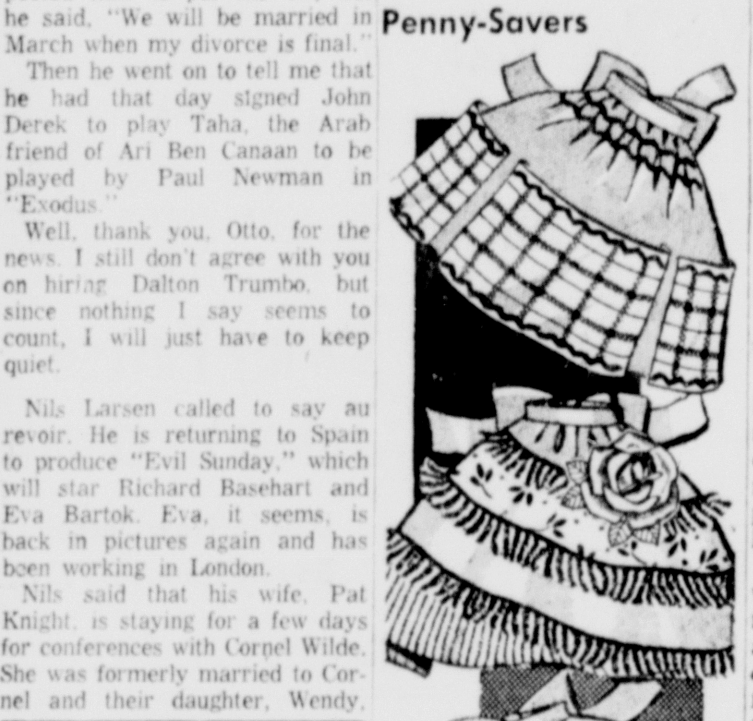 he said, "We will be married in
March when my divorce is final."
Then he went on to tell me that
he had that day signed John
Derek to play Taha, the Arab
friend of Ari Ben Canaan to be
played by Paul Newman in
"Exodus."
Well, thank you, Otto, for the
news. I still don't agree with you
on hiring Dalton Trumbo, but
since nothing I say seems to
count, I will just have to keep
quiet.
Nils Larsen called to say au
revoir. He is returning to Spain
to produce "Evil Sunday," which
will star Richard Basehart and
Eva Bartok. Eva, it seems, is
back in pictures again and has
been working in London.
Nils said that his wife, Pat
Knight, is staying for a few days
for conferences with Cornel Wilde.
She was formerly married to Cor-
nel and their daughter, Wendy,
Penny-Savers